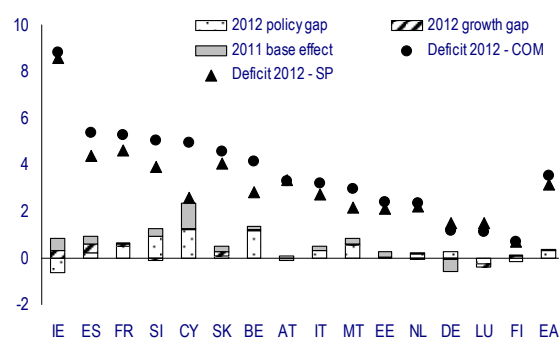 10
8
6
4
2
0
-2
2012 policy gap
2012 growth gap
2011 base effect
Deficit 2012 - COM
Deficit 2012 - SP
IE ES FR SI CY SK BE AT IT MT EE NL DE LU FI EA